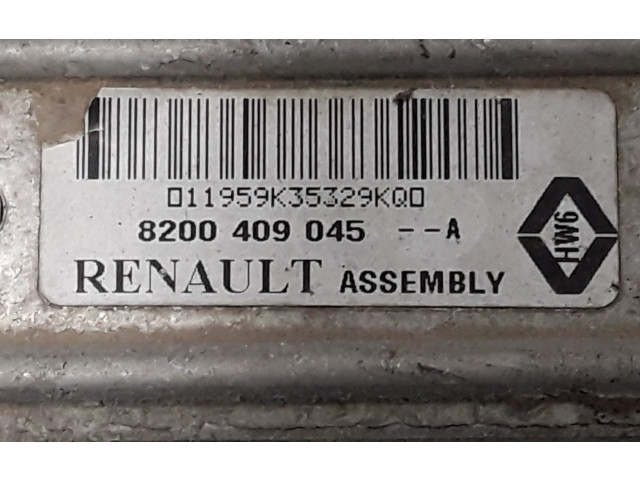 011959K35329KQ0
8200 409 045 --A
RENAULT ASSEMBLY
HW6